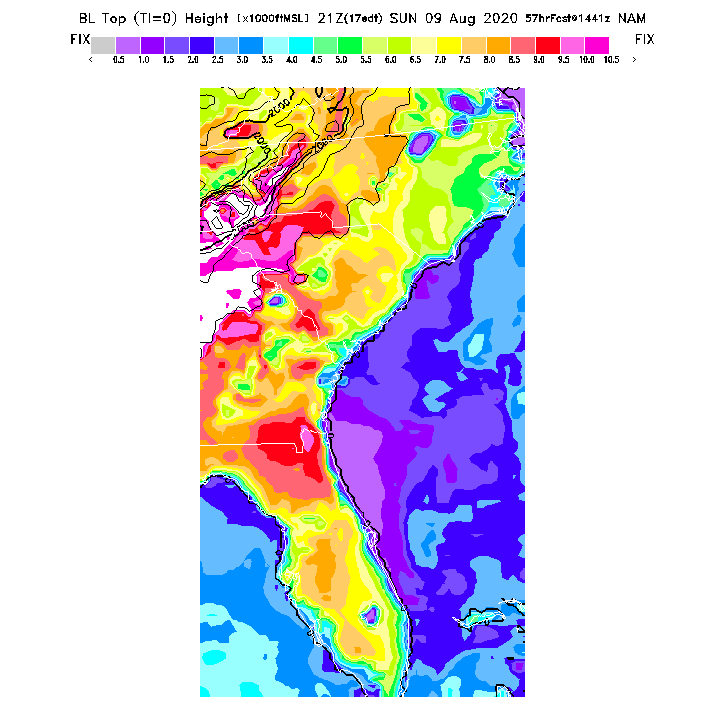 BL Top (TI=0) Height [x1000ftMSL] 21Z(17edt) SUN 09 Aug 2020 57hrFcst@1441z NAM
FIX FIX
< 0.5 1.0 1.5 2.0 2.5 3.0 3.5 4.0 4.5 5.0 5.5 6.0 6.5 7.0 7.5 8.0 8.5 9.0 9.5 10.0 10.5 >
2000
2000
2000